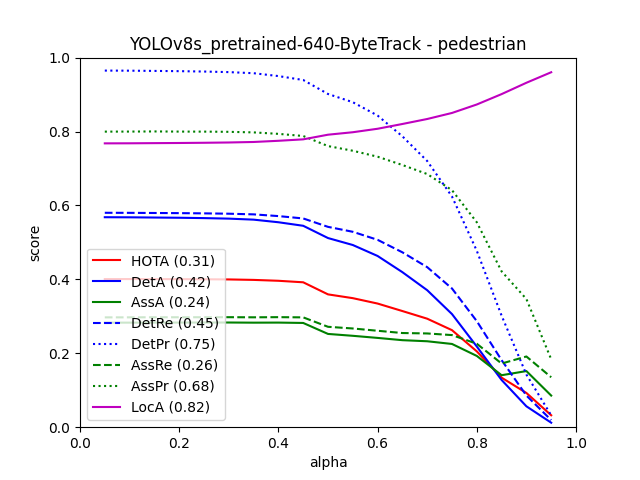 YOLOv8s_pretrained-640-ByteTrack - pedestrian
1.0
0.8
0.6
0.4
0.2
0.0
score
HOTA (0.31)
DetA (0.42)
AssA (0.24)
DetRe (0.45)
DetPr (0.75)
AssRe (0.26)
AssPr (0.68)
LocA (0.82)
0.0 0.2 0.4 0.6 0.8 1.0
alpha